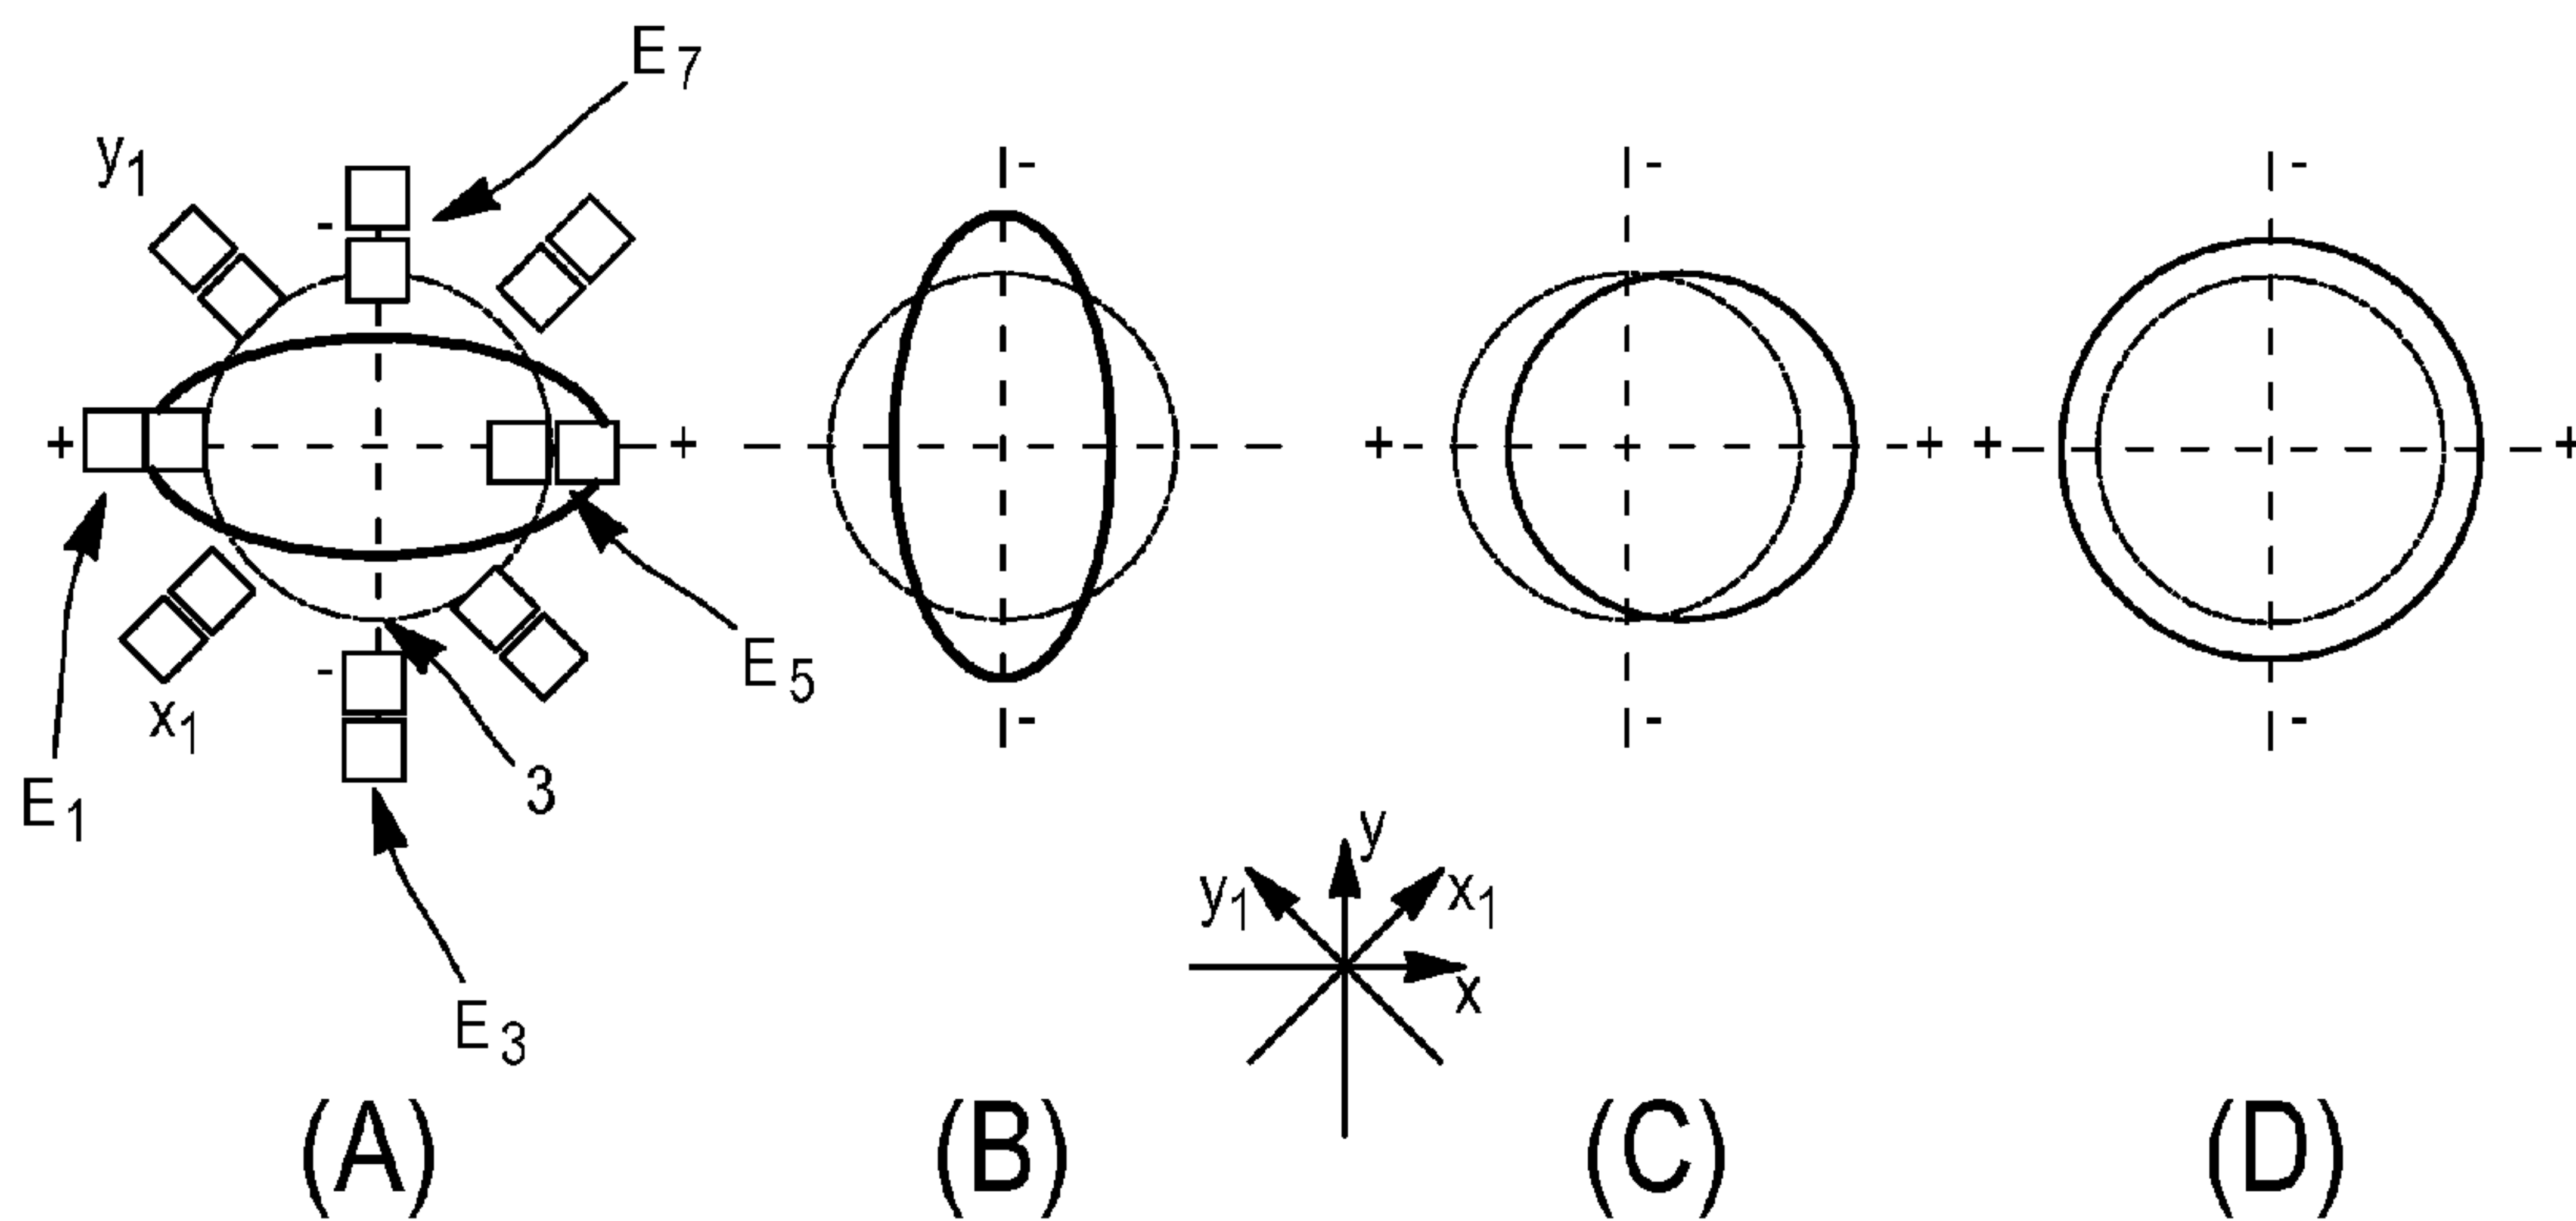 E7
y1
- - - -
+ + + + + +
E5
x1
- - - -
3
E1
y
y1 x1
x
E3
(A) (B) (C) (D)